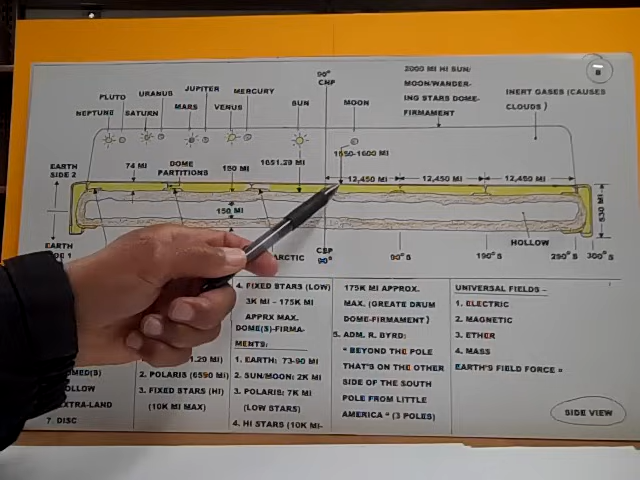 B
2000 MI HI SUN/
MOON/WANDER-
ING STARS DOME-
FIRMAMENT
INERT GASES (CAUSES
CLOUDS)
90°
CNP
PLUTO
URANUS
JUPITER
MERCURY
NEPTUNE
SATURN
MARS
VENUS
SUN
MOON
EARTH
SIDE 2
74 MI
DOME
PARTITIONS
150 MI
1651.20 MI
1550-1600 MI
12,450 MI
12,450 MI
12,450 MI
150 MI
530 MI
HOLLOW
EARTH
1
ARCTIC
CSP
90°
90°S
190°S
290°S
300°S
4. FIXED STARS (LOW)
3K MI - 175K MI
APPRX MAX.
DOME(S)-FIRMA-
MENTS:
1. EARTH: 73-90 MI
2. SUN/MOON: 2K MI
3. POLARIS: 7K MI
(LOW STARS)
4. HI STARS (10K MI-
175K MI APPROX.
MAX. (GREATE DRUM
DOME-FIRMAMENT)
5. ADM. R. BYRD:
" BEYOND THE POLE
THAT'S ON THE OTHER
SIDE OF THE SOUTH
POLE FROM LITTLE
AMERICA " (3 POLES)
UNIVERSAL FIELDS -
1. ELECTRIC
2. MAGNETIC
3. ETHER
4. MASS
EARTH'S FIELD FORCE =
1.20 MI)
2. POLARIS (6590 MI)
3. FIXED STARS (HI)
(10K MI MAX)
OMED(S)
OLLOW
EXTRA-LAND
7. DISC
SIDE VIEW